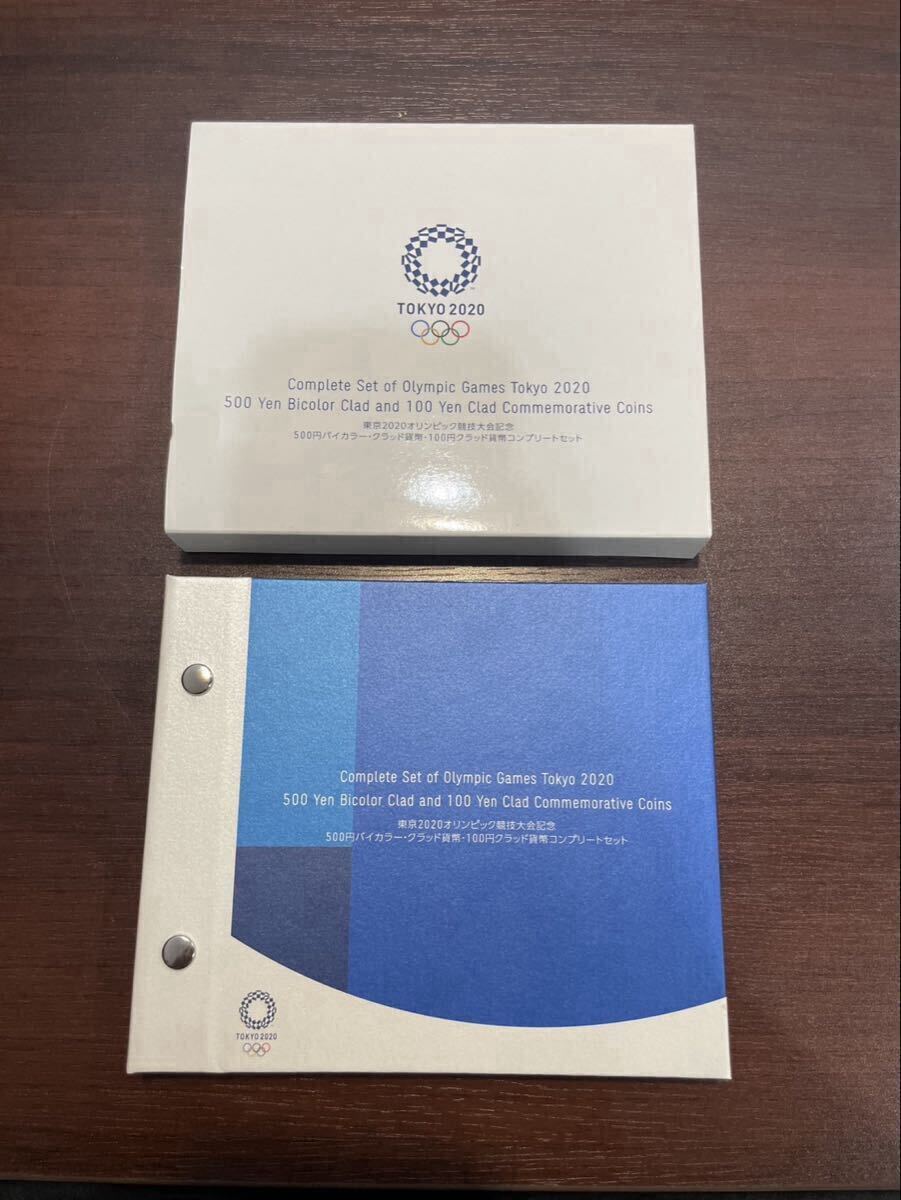 TOKYO 2020
Complete Set of Olympic Games Tokyo 2020
500 Yen Bicolor Clad and 100 Yen Clad Commemorative Coins
東京2020オリンピック競技大会記念
500円バイカラー・クラッド貨幣・100円クラッド貨幣コンプリートセット
Complete Set of Olympic Games Tokyo 2020
500 Yen Bicolor Clad and 100 Yen Clad Commemorative Coins
東京2020オリンピック競技大会記念
500円バイカラー・クラッド貨幣・100円クラッド貨幣コンプリートセット
TOKYO 2020